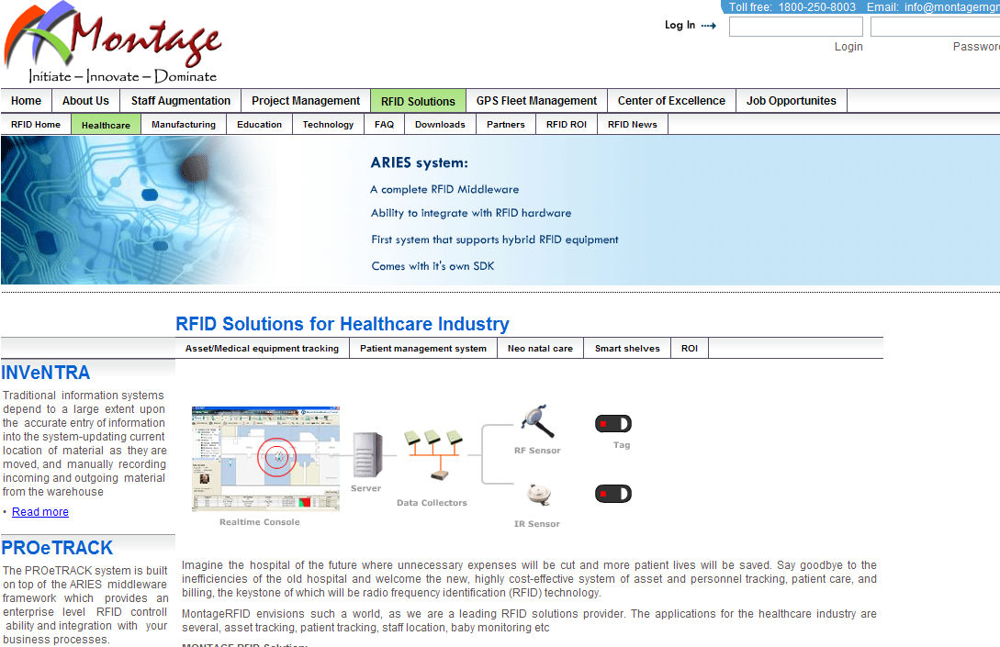 Toll free: 1800-250-8003 Email: info@montagemgr
Montage
Initiate – Innovate – Dominate
Log In
Login
Passwor
Home About Us Staff Augmentation Project Management RFID Solutions GPS Fleet Management Center of Excellence Job Opportunites
RFID Home Healthcare Manufacturing Education Technology FAQ Downloads Partners RFID ROI RFID News
ARIES system:
A complete RFID Middleware
Ability to integrate with RFID hardware
First system that supports hybrid RFID equipment
Comes with it's own SDK
RFID Solutions for Healthcare Industry
Asset/Medical equipment tracking Patient management system Neo natal care Smart shelves ROI
INVeNTRA
Traditional information systems
depend to a large extent upon
the accurate entry of information
into the system-updating current
location of material as they are
moved, and manually recording
incoming and outgoing material
from the warehouse
• Read more
PROeTRACK
The PROeTRACK system is built
on top of the ARIES middleware
framework which provides an
enterprise level RFID controll
ability and integration with your
business processes.
Realtime Console
Server
Data Collectors
RF Sensor
Tag
IR Sensor
Imagine the hospital of the future where unnecessary expenses will be cut and more patient lives will be saved. Say goodbye to the
inefficiencies of the old hospital and welcome the new, highly cost-effective system of asset and personnel tracking, patient care, and
billing, the keystone of which will be radio frequency identification (RFID) technology.
MontageRFID envisions such a world, as we are a leading RFID solutions provider. The applications for the healthcare industry are
several, asset tracking, patient tracking, staff location, baby monitoring etc
MONTAGE RFID Solution: